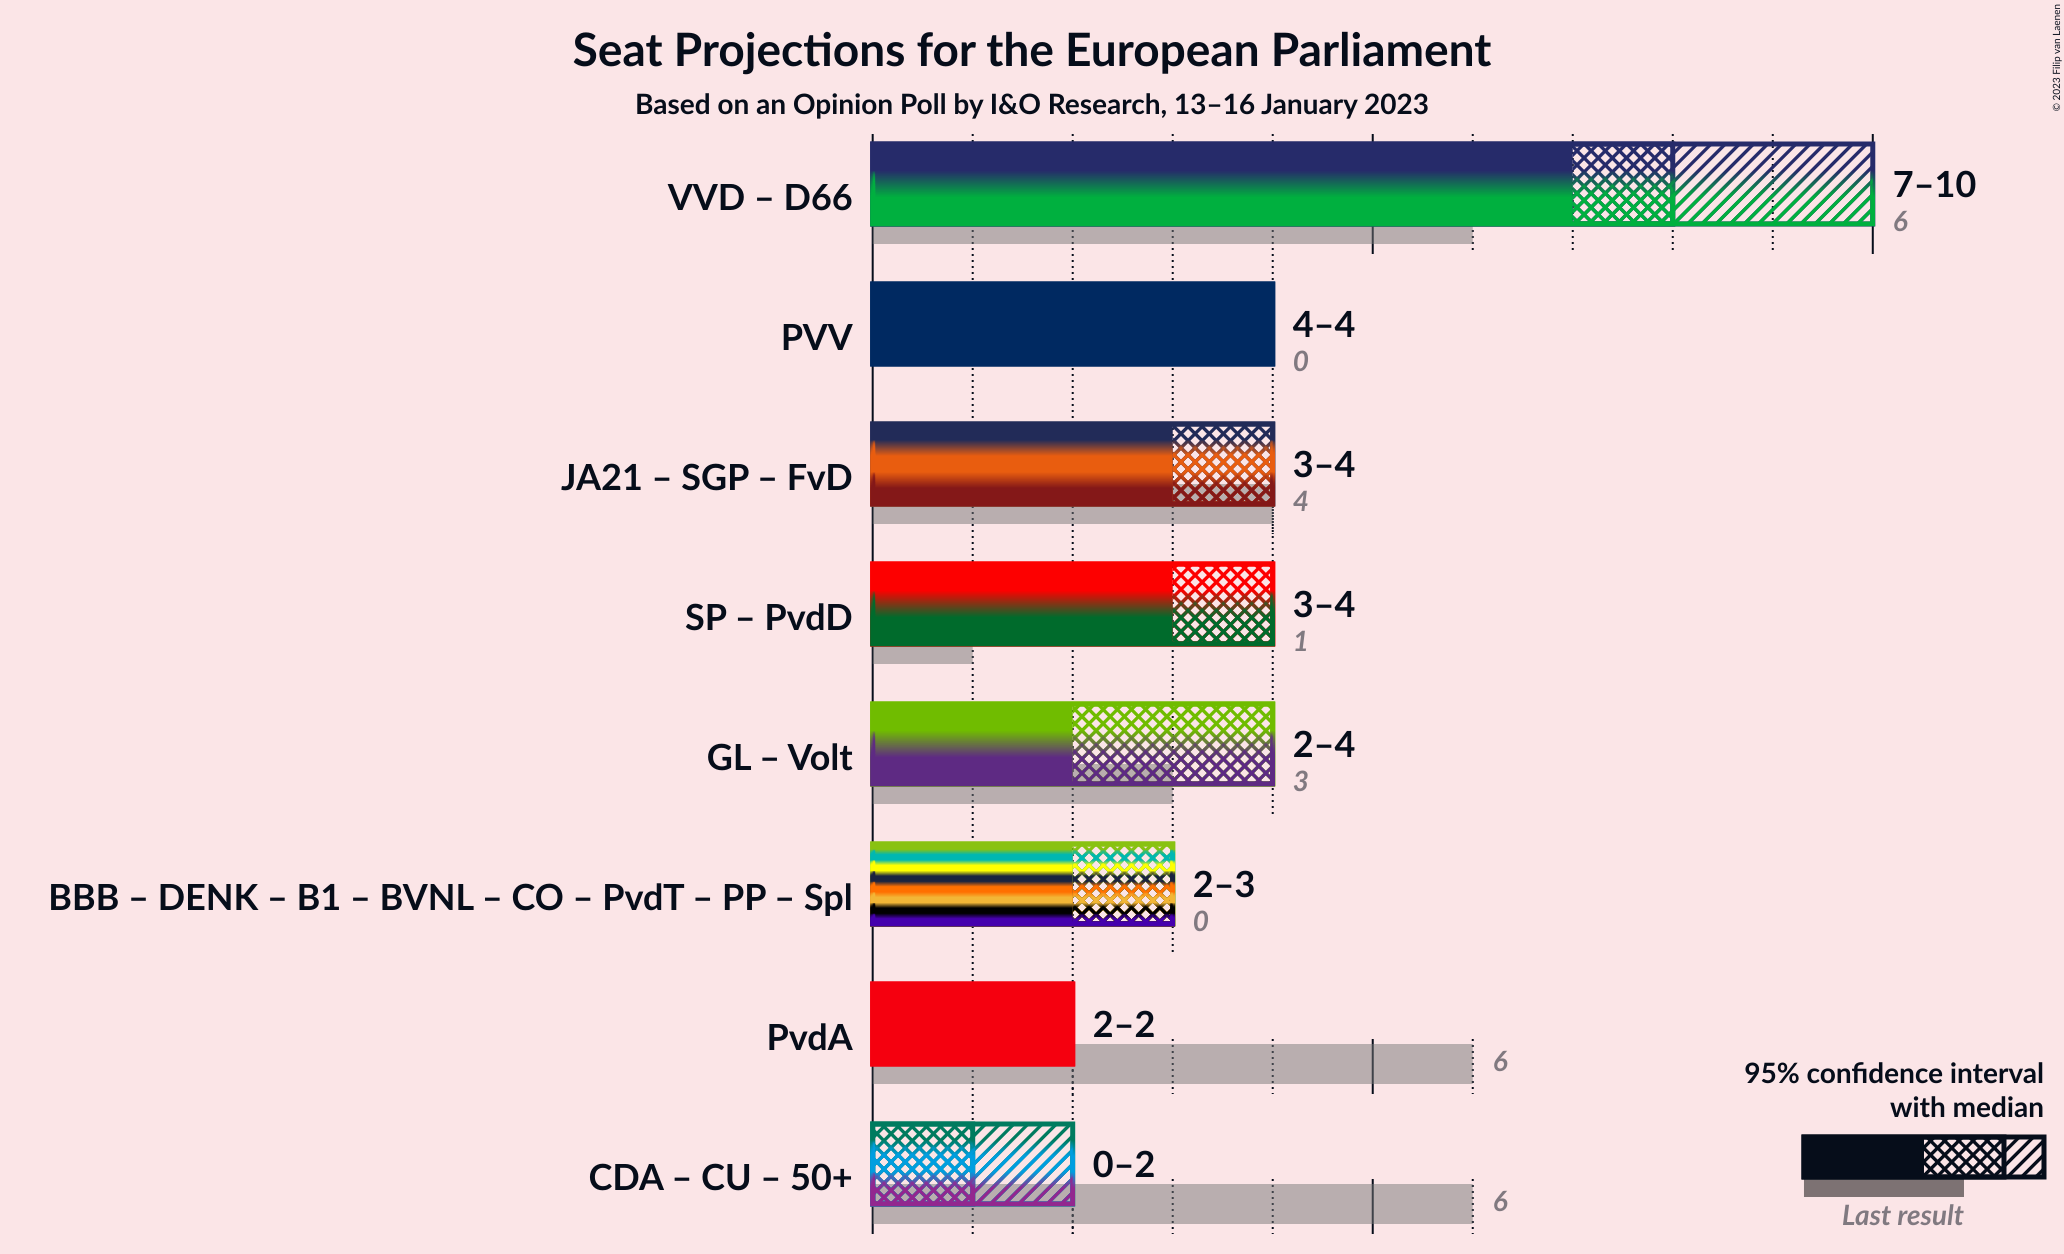 Seat Projections for the European Parliament
Based on an Opinion Poll by I&O Research, 13–16 January 2023
© 2023 Filip van Laenen
VVD – D66
7–10
6
PVV
4–4
0
JA21 – SGP – FvD
3–4
4
SP – PvdD
3–4
1
GL – Volt
2–4
3
BBB – DENK – B1 – BVNL – CO – PvdT – PP – Spl
2–3
0
PvdA
2–2
6
CDA – CU – 50+
0–2
6
95% confidence interval
with median
Last result